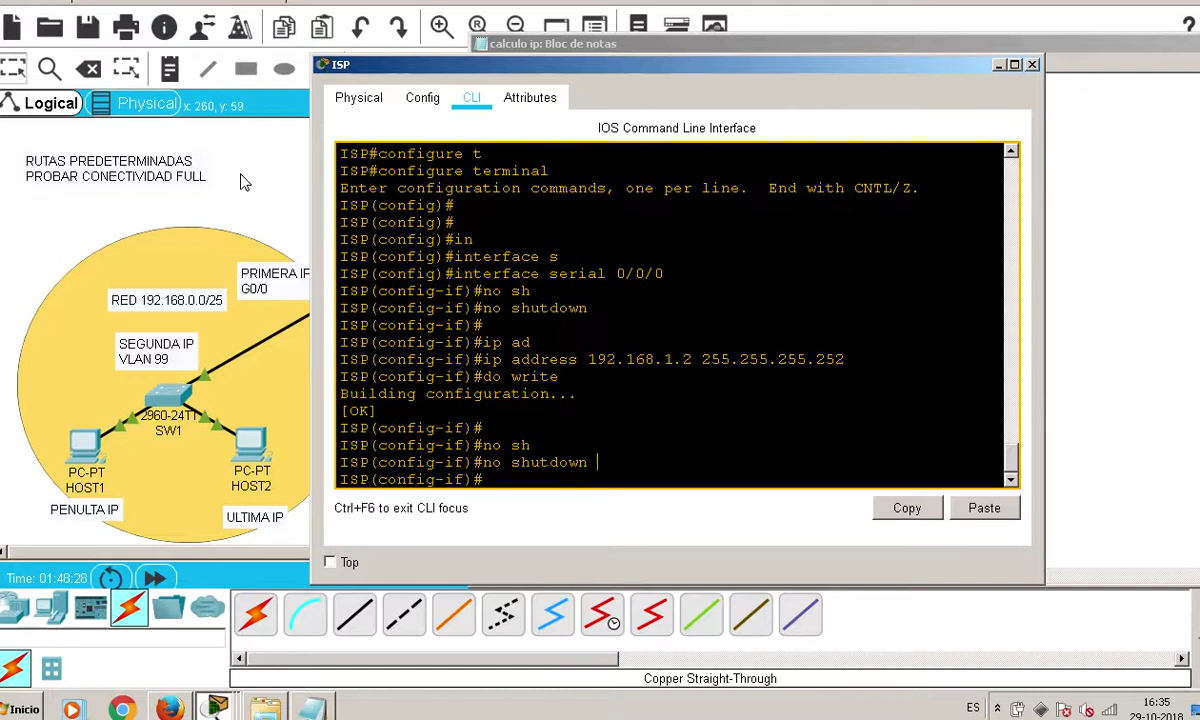 calculo ip: Bloc de notas
ISP
Logical
Physical
x: 260, y: 59
Physical
Config
CLI
Attributes
IOS Command Line Interface
ISP#configure t
ISP#configure terminal
Enter configuration commands, one per line.  End with CNTL/Z.
ISP(config)#
ISP(config)#
ISP(config)#in
ISP(config)#interface s
ISP(config)#interface serial 0/0/0
ISP(config-if)#no sh
ISP(config-if)#no shutdown
ISP(config-if)#
ISP(config-if)#ip ad
ISP(config-if)#ip address 192.168.1.2 255.255.255.252
ISP(config-if)#do write
Building configuration...
[OK]
ISP(config-if)#
ISP(config-if)#no sh
ISP(config-if)#no shutdown
ISP(config-if)#
Ctrl+F6 to exit CLI focus
Copy
Paste
Top
RUTAS PREDETERMINADAS
PROBAR CONECTIVIDAD FULL
PRIMERA IP
G0/0
RED 192.168.0.0/25
SEGUNDA IP
VLAN 99
2960-24TT
SW1
PC-PT
HOST1
PC-PT
HOST2
PENULTA IP
ULTIMA IP
Time: 01:48:28
Copper Straight-Through
Inicio
ES
16:35
29-10-2018